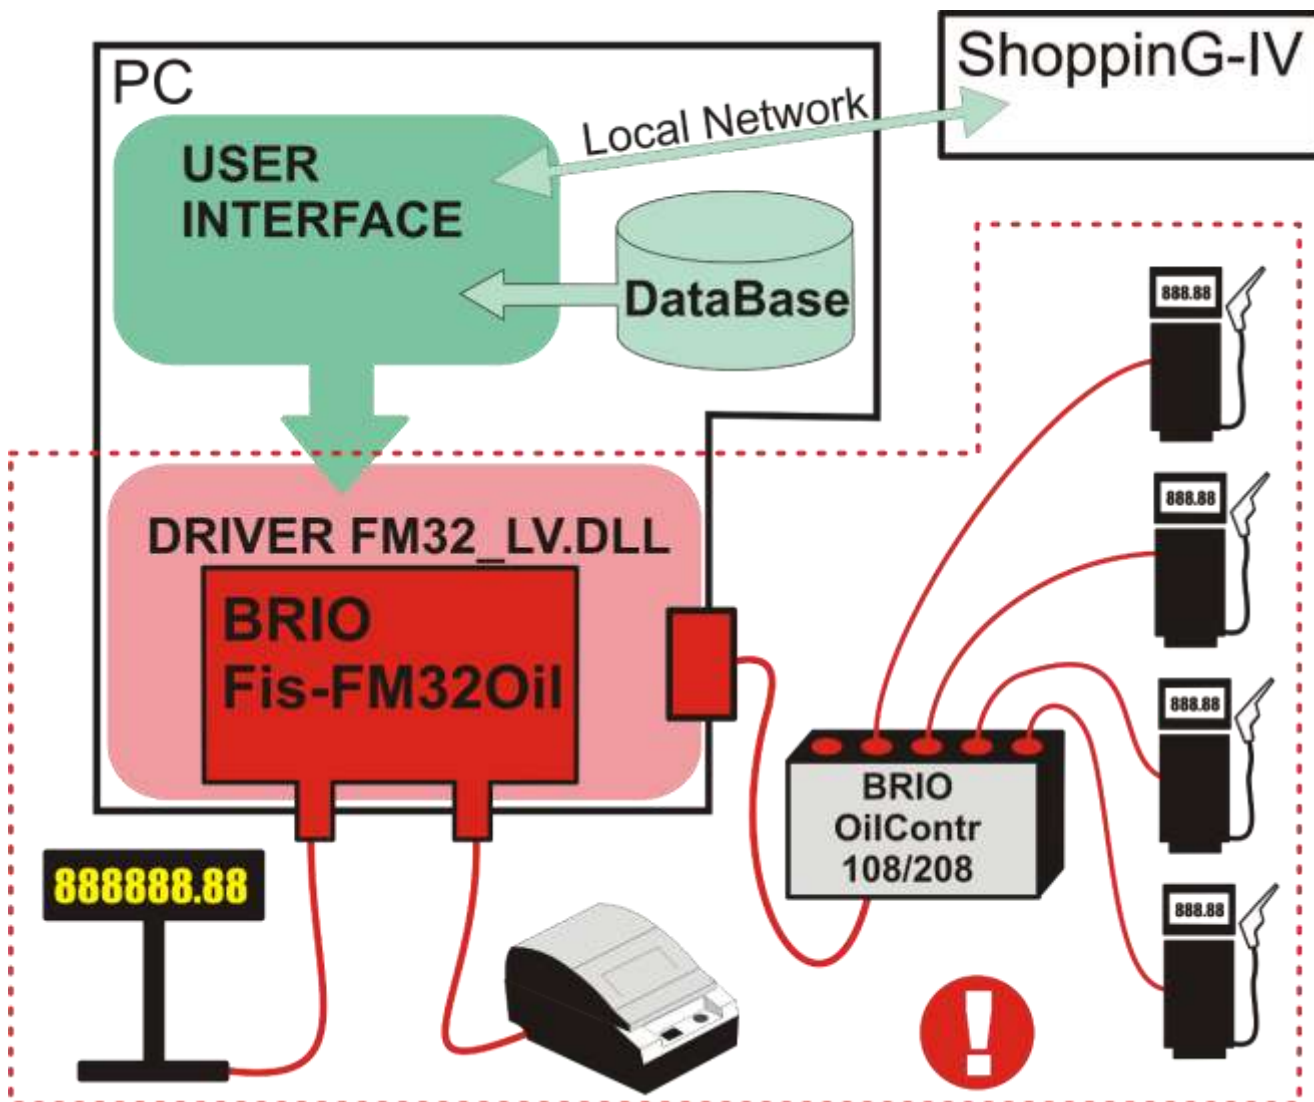 PC
ShoppinG-IV
Local Network
USER
INTERFACE
DataBase
888.88
888.88
DRIVER FM32_LV.DLL
BRIO
Fis-FM32Oil
888.88
BRIO
OilContr
108/208
888888.88
888.88